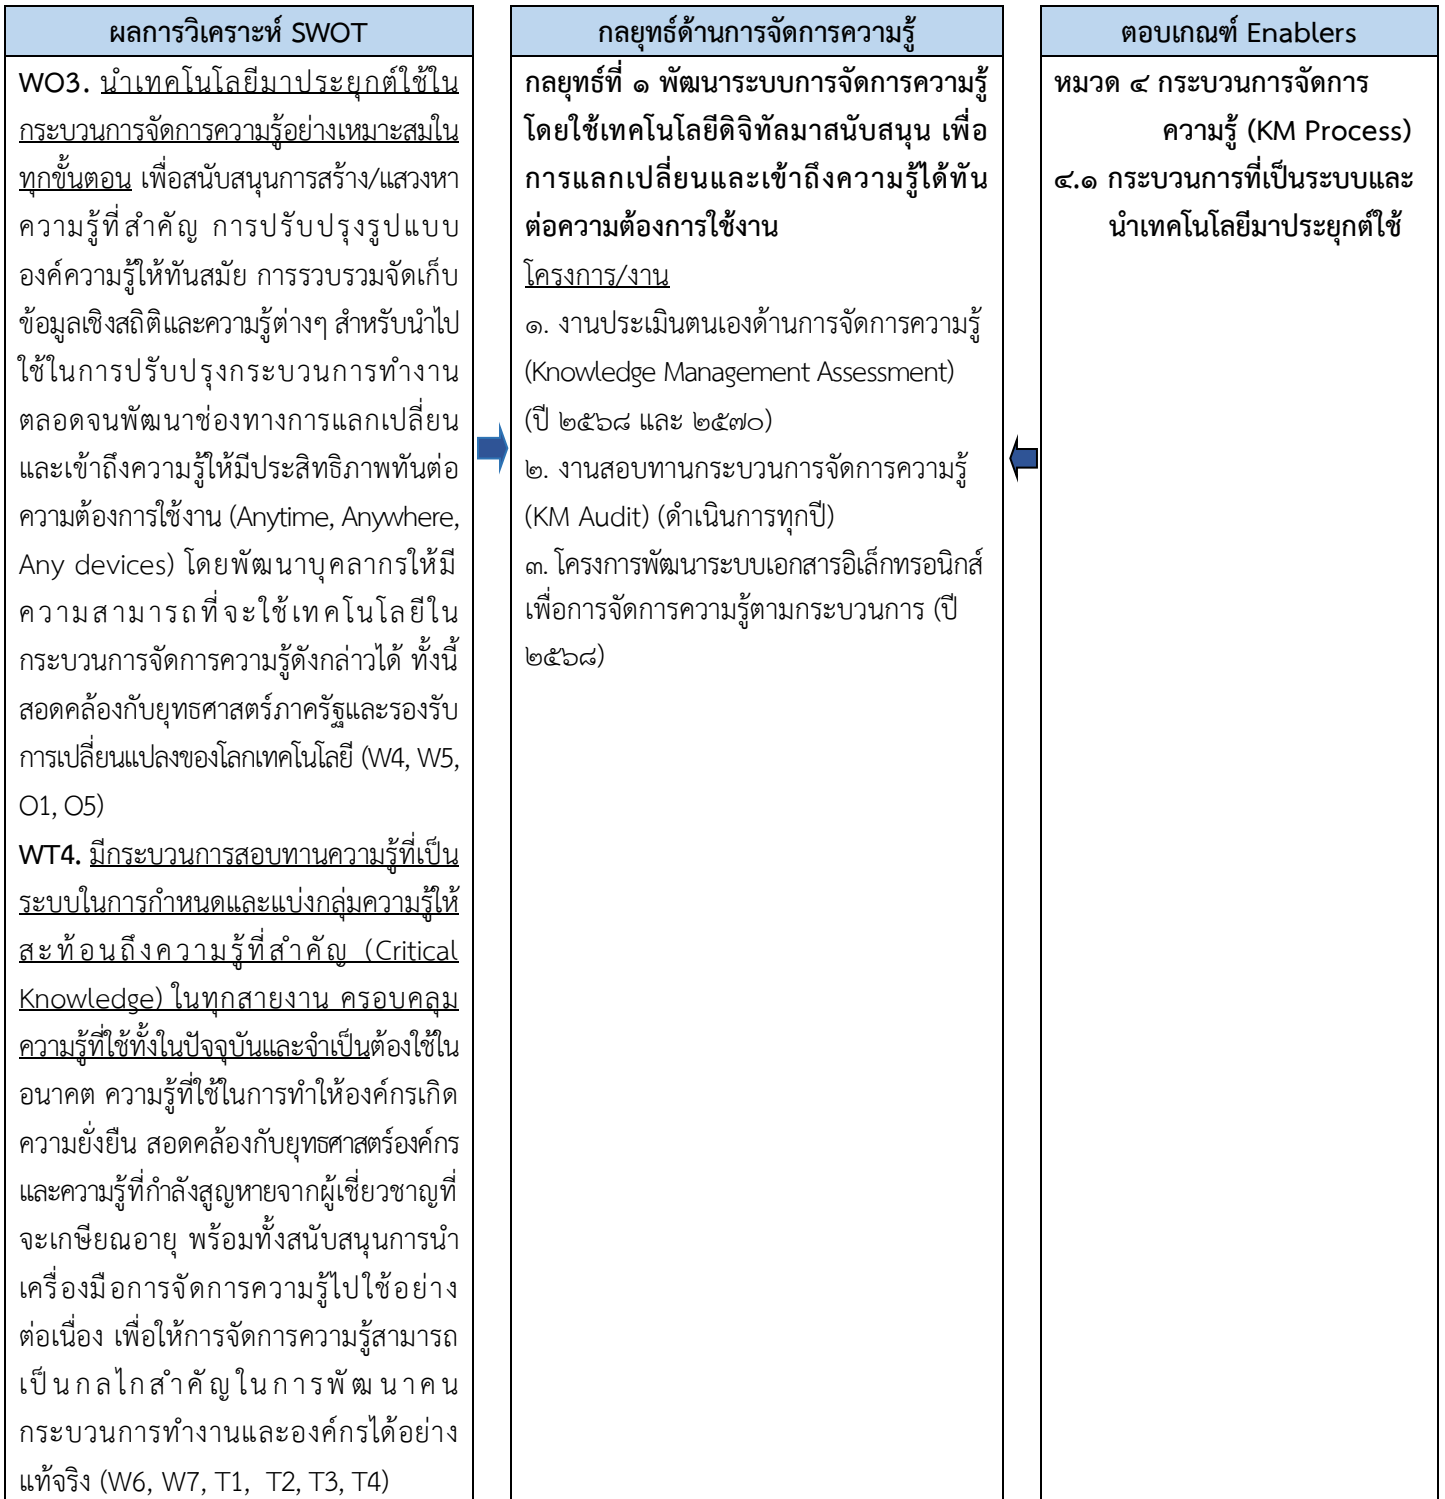 ผลการวิเคราะห์ SWOT
WO3. นำเทคโนโลยีมาประยุกต์ใช้ใน
กระบวนการจัดการความรู้อย่างเหมาะสมใน
ทุกขั้นตอน เพื่อสนับสนุนการสร้าง/แสวงหา
ความรู้ที่สำคัญ การปรับปรุงรูปแบบ
องค์ความรู้ให้ทันสมัย การรวบรวมจัดเก็บ
ข้อมูลเชิงสถิติและความรู้ต่างๆ สำหรับนำไป
ใช้ในการปรับปรุงกระบวนการทำงาน
ตลอดจนพัฒนาช่องทางการแลกเปลี่ยน
และเข้าถึงความรู้ให้มีประสิทธิภาพทันต่อ
ความต้องการใช้งาน (Anytime, Anywhere,
Any devices) โดยพัฒนาบุคลากรให้มี
ความสามารถที่จะใช้เทคโนโลยีใน
กระบวนการจัดการความรู้ดังกล่าวได้ ทั้งนี้
สอดคล้องกับยุทธศาสตร์ภาครัฐและรองรับ
การเปลี่ยนแปลงของโลกเทคโนโลยี (W4, W5,
O1, O5)
WT4. มีกระบวนการสอบทานความรู้ที่เป็น
ระบบในการกำหนดและแบ่งกลุ่มความรู้ให้
สะท้อนถึงความรู้ที่สำคัญ (Critical
Knowledge) ในทุกสายงาน ครอบคลุม
ความรู้ที่ใช้ทั้งในปัจจุบันและจำเป็นต้องใช้ใน
อนาคต ความรู้ที่ใช้ในการทำให้องค์กรเกิด
ความยั่งยืน สอดคล้องกับยุทธศาสตร์องค์กร
และความรู้ที่กำลังสูญหายจากผู้เชี่ยวชาญที่
จะเกษียณอายุ พร้อมทั้งสนับสนุนการนำ
เครื่องมือการจัดการความรู้ไปใช้อย่าง
ต่อเนื่อง เพื่อให้การจัดการความรู้สามารถ
เป็นกลไกสำคัญในการพัฒนาคน
กระบวนการทำงานและองค์กรได้อย่าง
แท้จริง (W6, W7, T1, T2, T3, T4)
กลยุทธ์ด้านการจัดการความรู้
กลยุทธ์ที่ ๑ พัฒนาระบบการจัดการความรู้
โดยใช้เทคโนโลยีดิจิทัลมาสนับสนุน เพื่อ
การแลกเปลี่ยนและเข้าถึงความรู้ได้ทัน
ต่อความต้องการใช้งาน
โครงการ/งาน
๑. งานประเมินตนเองด้านการจัดการความรู้
(Knowledge Management Assessment)
(ปี ๒๕๖๘ และ ๒๕๗๐)
๒. งานสอบทานกระบวนการจัดการความรู้
(KM Audit) (ดำเนินการทุกปี)
๓. โครงการพัฒนาระบบเอกสารอิเล็กทรอนิกส์
เพื่อการจัดการความรู้ตามกระบวนการ (ปี
๒๕๖๘)
ตอบเกณฑ์ Enablers
หมวด ๔ กระบวนการจัดการ
ความรู้ (KM Process)
๔.๑ กระบวนการที่เป็นระบบและ
นำเทคโนโลยีมาประยุกต์ใช้